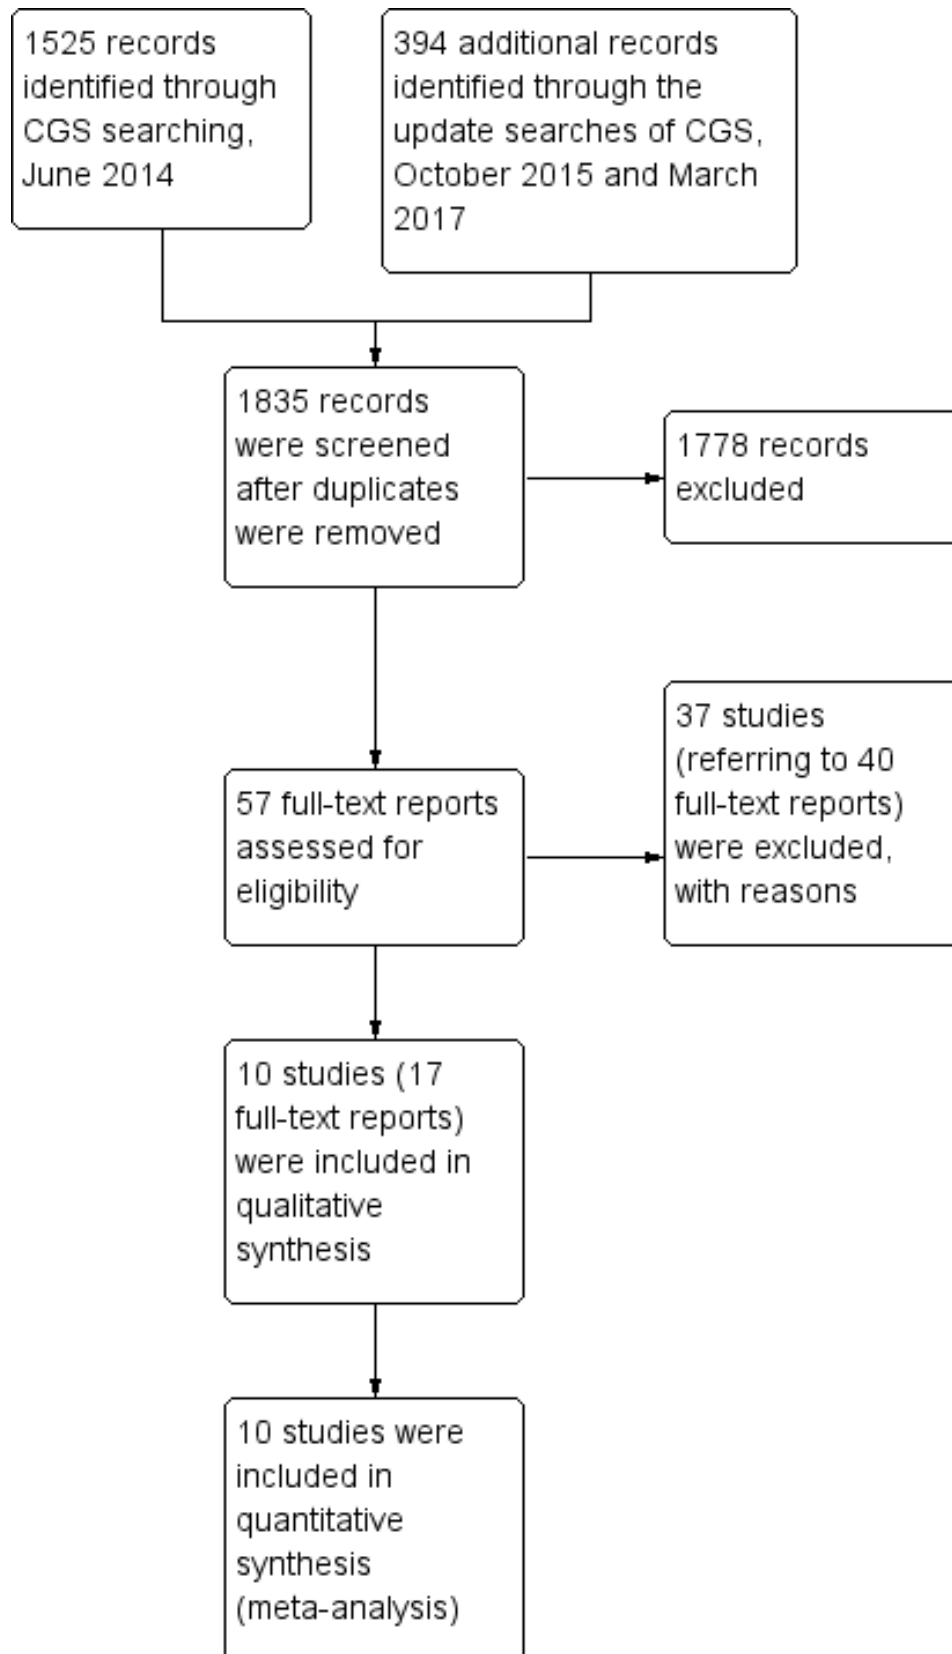 1525 records
identified through
CGS searching,
June 2014
394 additional records
identified through the
update searches of CGS,
October 2015 and March
2017
1835 records
were screened
after duplicates
were removed
1778 records
excluded
57 full-text reports
assessed for
eligibility
37 studies
(referring to 40
full-text reports)
were excluded,
with reasons
10 studies (17
full-text reports)
were included in
qualitative
synthesis
10 studies were
included in
quantitative
synthesis
(meta-analysis)